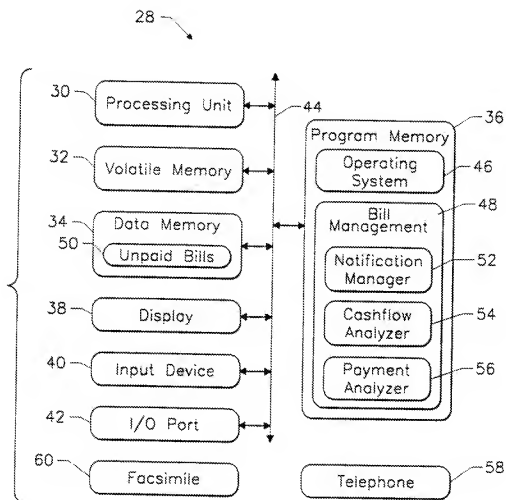 28
30
Processing Unit
44
32
Volatile Memory
34
Data Memory
50
Unpaid Bills
38
Display
40
Input Device
42
I/O Port
60
Facsimile
36
Program Memory
Operating
System
46
Bill
Management
48
Notification
Manager
52
Cashflow
Analyzer
54
Payment
Analyzer
56
Telephone
58